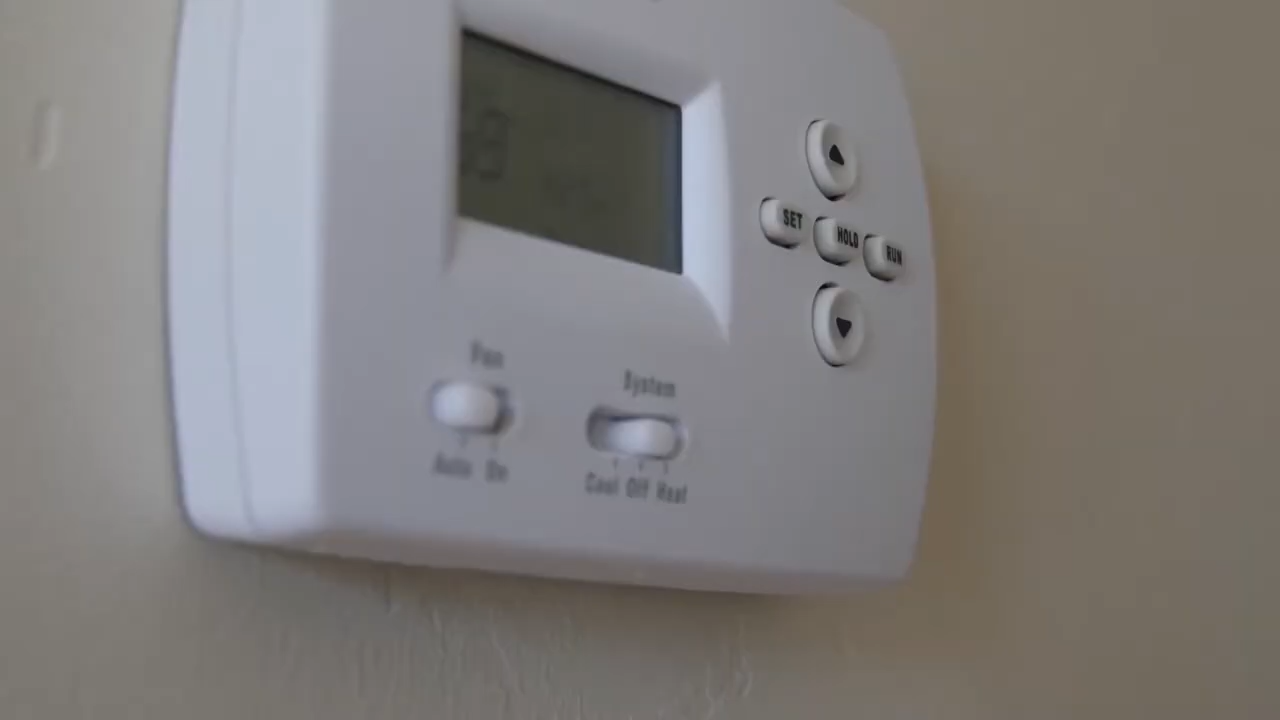 SET HOLD RUN
Fan
System
Auto On
Cool Off Heat